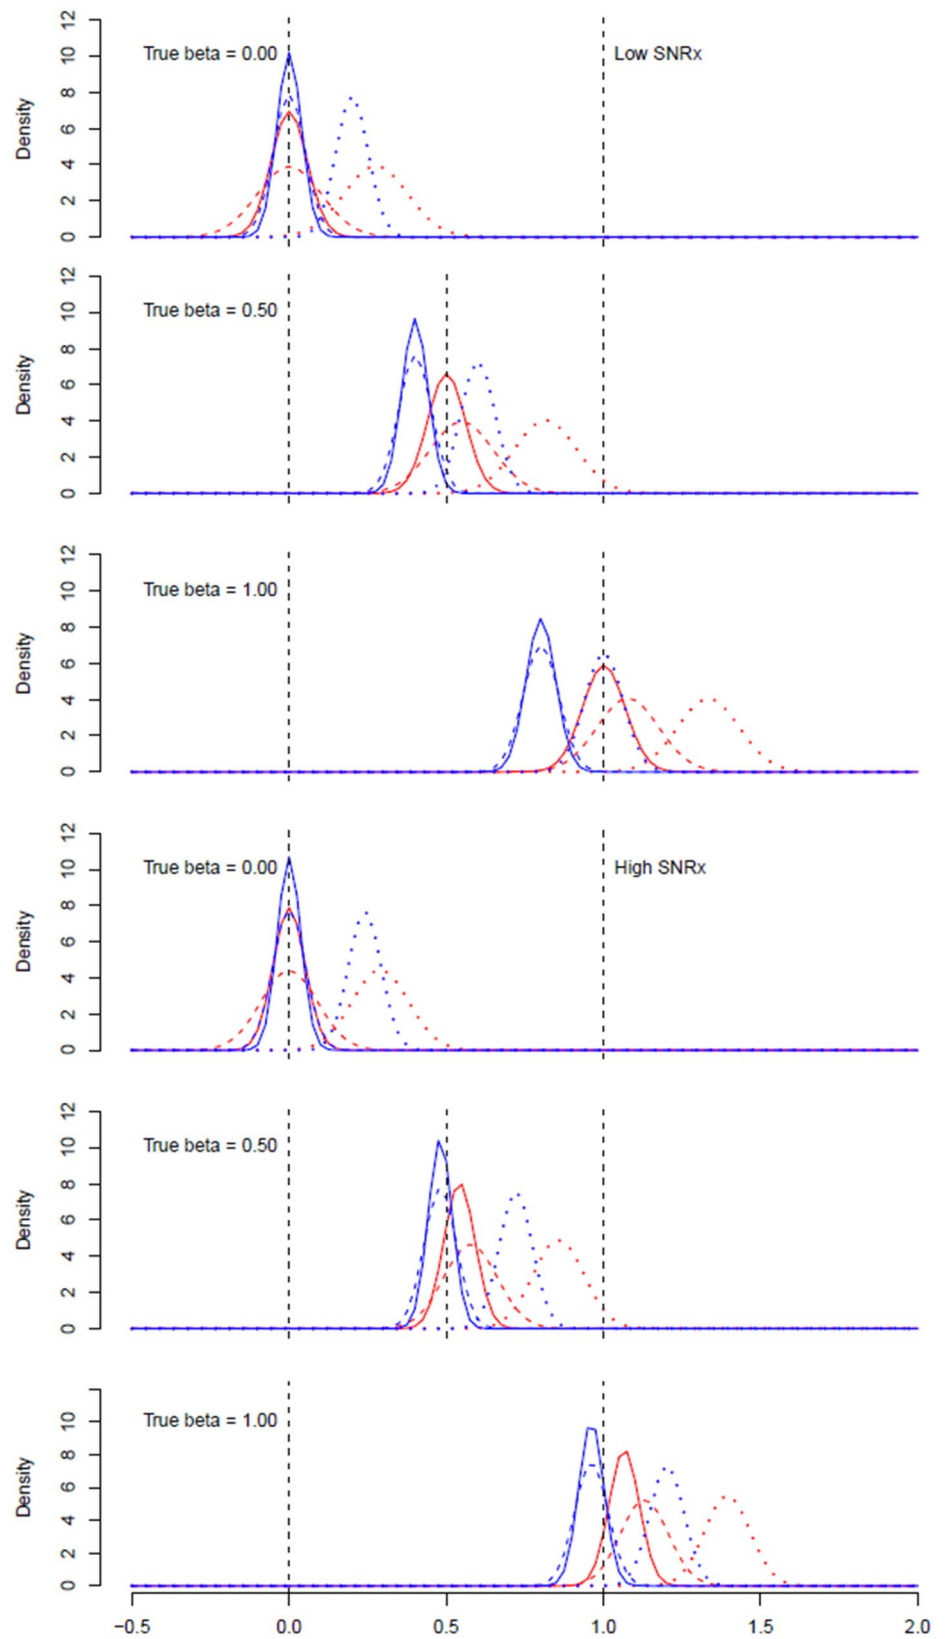 True beta = 0.00
Low SNRx
Density
0 2 4 6 8 10 12
True beta = 0.50
Density
0 2 4 6 8 10 12
True beta = 1.00
Density
0 2 4 6 8 10 12
True beta = 0.00
High SNRx
Density
0 2 4 6 8 10 12
True beta = 0.50
Density
0 2 4 6 8 10 12
True beta = 1.00
Density
0 2 4 6 8 10
−0.5 0.0 0.5 1.0 1.5 2.0